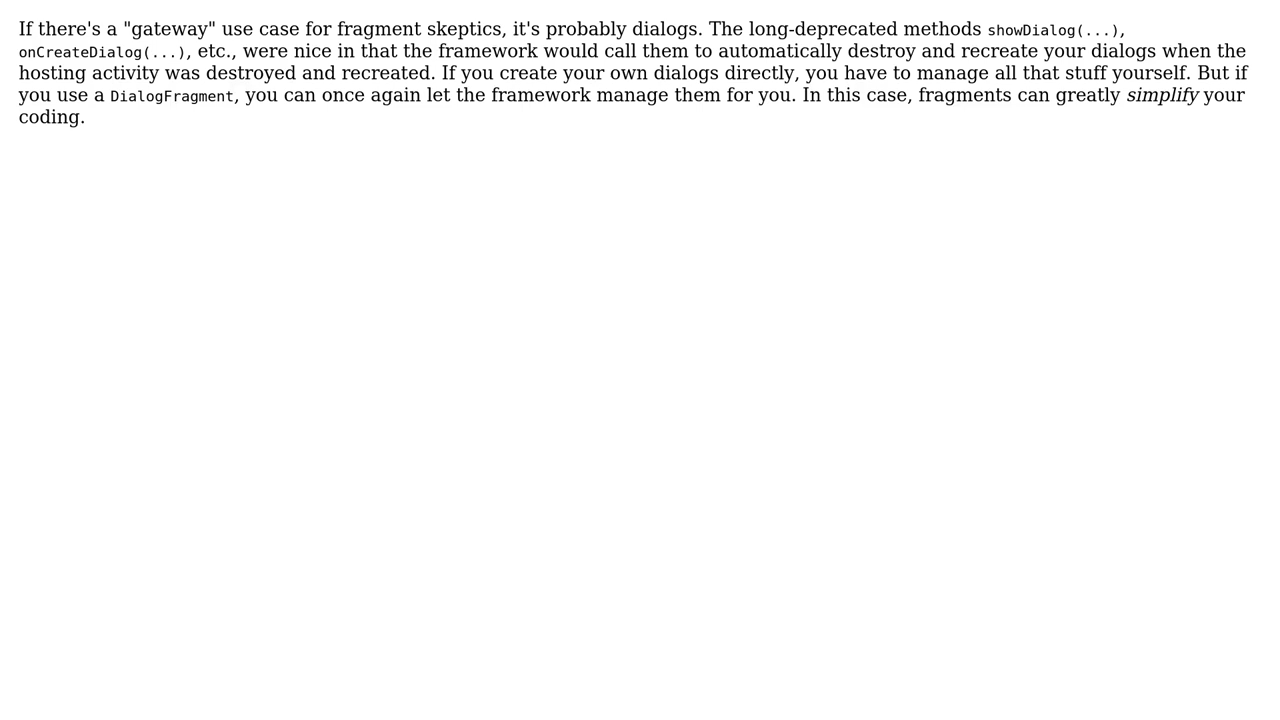 If there's a "gateway" use case for fragment skeptics, it's probably dialogs. The long-deprecated methods showDialog(...),
onCreateDialog(...), etc., were nice in that the framework would call them to automatically destroy and recreate your dialogs when the
hosting activity was destroyed and recreated. If you create your own dialogs directly, you have to manage all that stuff yourself. But if
you use a DialogFragment, you can once again let the framework manage them for you. In this case, fragments can greatly simplify your
coding.